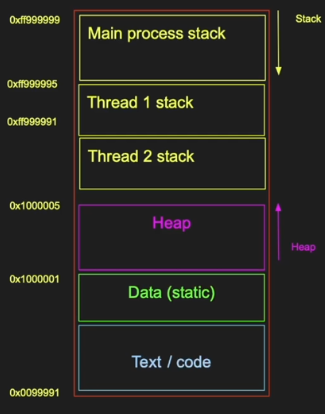 0xff999999
Main process stack
Stack
0xff999995
Thread 1 stack
0xff999991
Thread 2 stack
0x1000005
Heap
Heap
0x1000001
Data (static)
Text / code
0x0099991